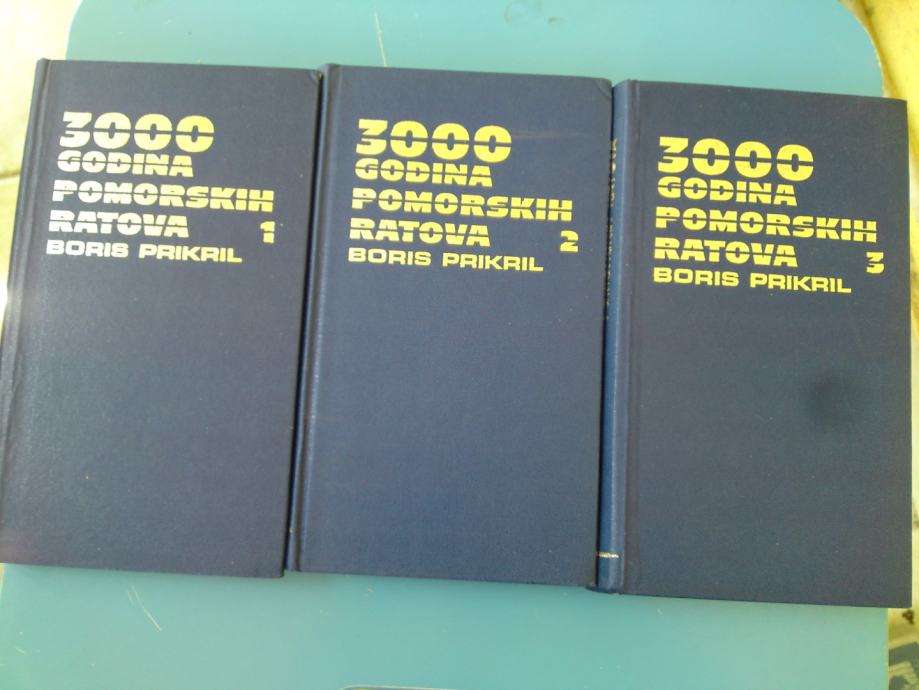 3000
GODINA
POMORSKIH
RATOVA 1
BORIS PRIKRIL
3000
GODINA
POMORSKIH
RATOVA 2
BORIS PRIKRIL
3000
GODINA
POMORSKIH
RATOVA 3
BORIS PRIKRIL